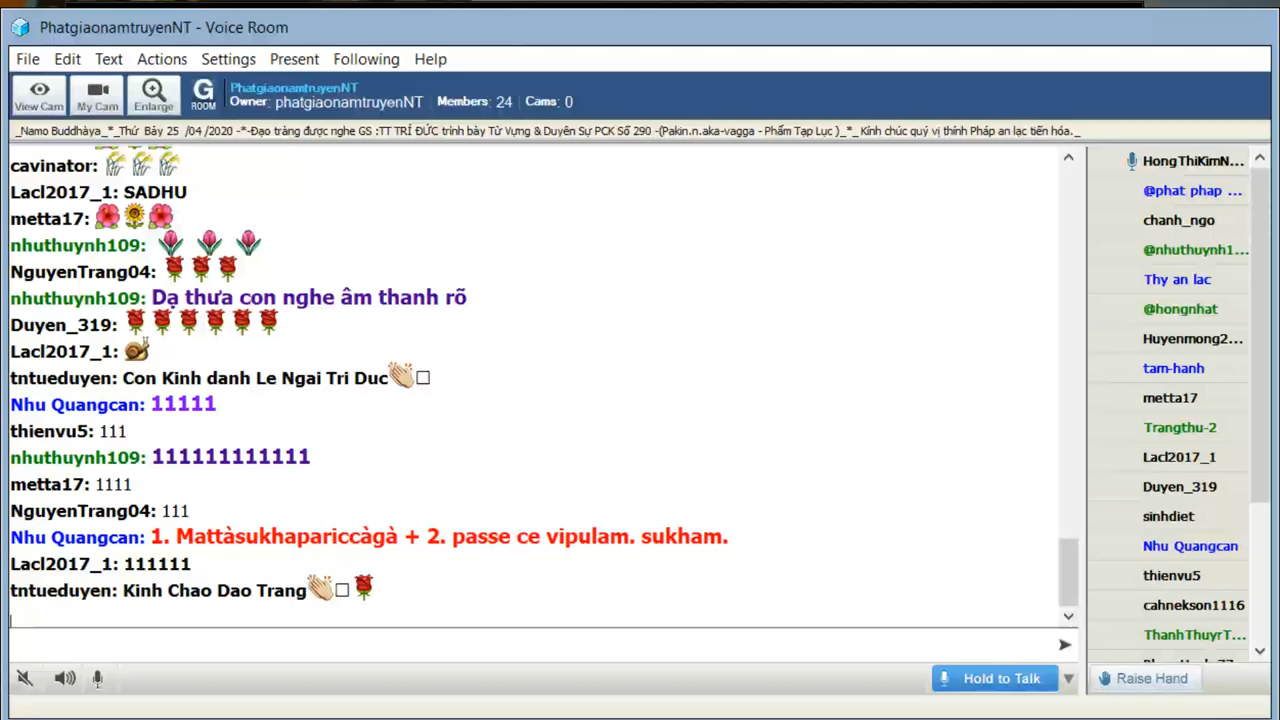 PhatgiaonamtruyenNT - Voice Room
File Edit Text Actions Settings Present Following Help
View Cam My Cam Enlarge G ROOM
PhatgiaonamtruyenNT
Owner: phatgiaonamtruyenNT Members: 24 Cams: 0
_Namo Buddhàya_*_Thứ Bảy 25 /04 /2020 -*-Đạo tràng được nghe GS :TT TRÍ ĐỨC trình bày Từ Vựng & Duyên Sự PCK Số 290 -(Pakin.n.aka-vagga - Phẩm Tạp Lục )_*_ Kính chúc quý vị thính Pháp an lạc tiến hóa._
cavinator:
Lacl2017_1: SADHU
metta17:
nhuthuynh109:
NguyenTrang04:
nhuthuynh109: Dạ thưa con nghe âm thanh rõ
Duyen_319:
Lacl2017_1:
tntueduyen: Con Kinh danh Le Ngai Tri Duc
Nhu Quangcan: 11111
thienvu5: 111
nhuthuynh109: 111111111111
metta17: 1111
NguyenTrang04: 111
Nhu Quangcan: 1. Mattàsukhapariccàgà + 2. passe ce vipulam. sukham.
Lacl2017_1: 111111
tntueduyen: Kinh Chao Dao Trang
HongThiKimN...
@phat phap ...
chanh_ngo
@nhuthuynh1...
Thy an lac
@hongnhat
Huyenmong2...
tam-hanh
metta17
Trangthu-2
Lacl2017_1
Duyen_319
sinhdiet
Nhu Quangcan
thienvu5
cahnekson1116
ThanhThuyrT...
Hold to Talk
Raise Hand